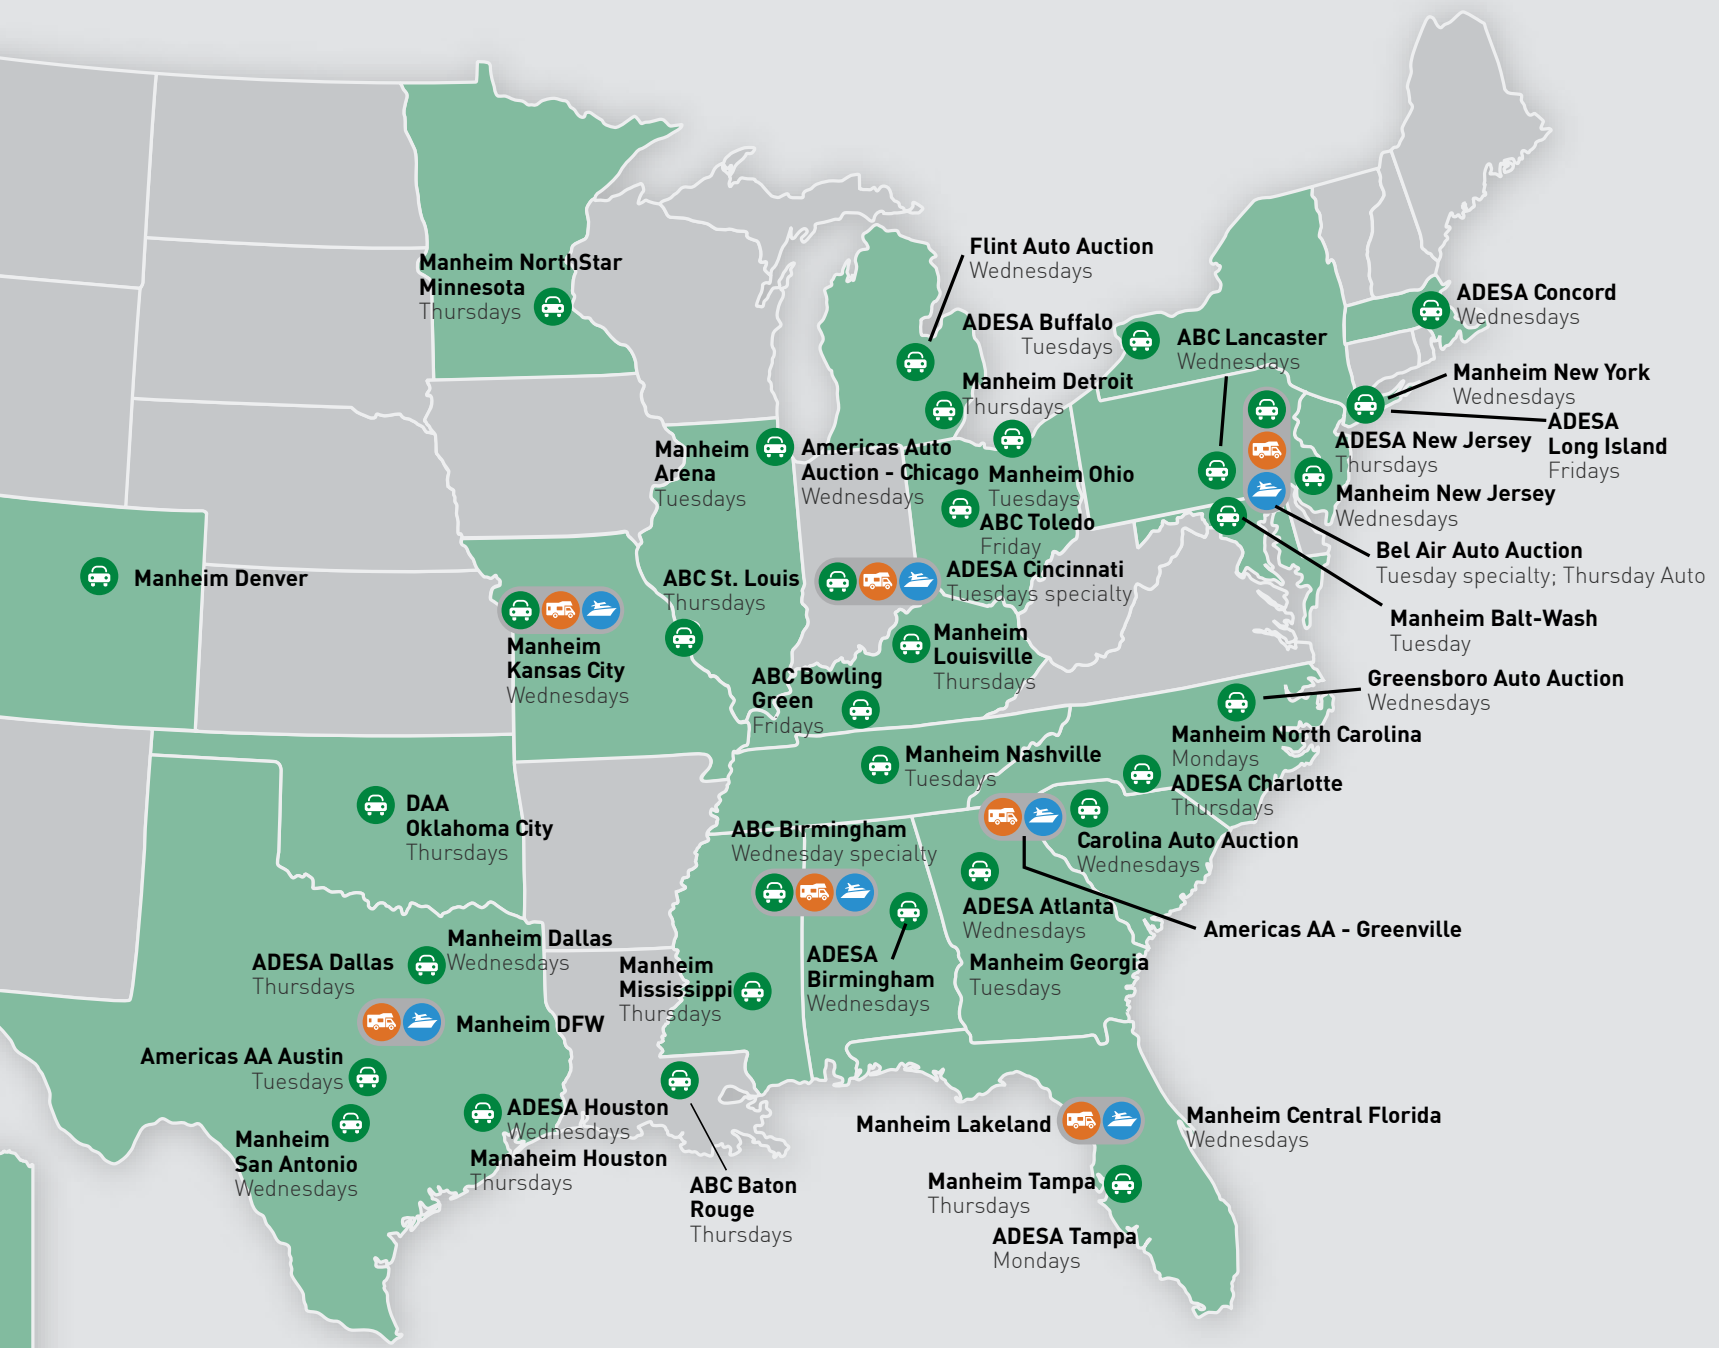 Flint Auto Auction
Wednesdays
Manheim NorthStar
Minnesota
Thursdays
ADESA Concord
Wednesdays
ADESA Buffalo
Tuesdays
ABC Lancaster
Wednesdays
Manheim Detroit
Thursdays
Manheim New York
Wednesdays
ADESA
Long Island
Fridays
ADESA New Jersey
Thursdays
Manheim
Arena
Tuesdays
Americas Auto
Auction - Chicago
Wednesdays
Manheim Ohio
Tuesdays
Manheim New Jersey
Wednesdays
ABC Toledo
Friday
Bel Air Auto Auction
Tuesday specialty; Thursday Auto
Manheim Denver
ABC St. Louis
Thursdays
ADESA Cincinnati
Tuesdays specialty
Manheim Balt-Wash
Tuesday
Manheim
Kansas City
Wednesdays
Manheim
Louisville
Thursdays
ABC Bowling
Green
Fridays
Greensboro Auto Auction
Wednesdays
Manheim North Carolina
Mondays
Manheim Nashville
Tuesdays
ADESA Charlotte
Thursdays
DAA
Oklahoma City
Thursdays
ABC Birmingham
Wednesday specialty
Carolina Auto Auction
Wednesdays
ADESA Atlanta
Wednesdays
Americas AA - Greenville
Manheim Dallas
Wednesdays
ADESA Dallas
Thursdays
Manheim
Mississippi
Thursdays
ADESA
Birmingham
Wednesdays
Manheim Georgia
Tuesdays
Manheim DFW
Americas AA Austin
Tuesdays
ADESA Houston
Wednesdays
Manheim Lakeland
Manheim Central Florida
Wednesdays
Manheim
San Antonio
Wednesdays
Manaheim Houston
Thursdays
ABC Baton
Rouge
Thursdays
Manheim Tampa
Thursdays
ADESA Tampa
Mondays